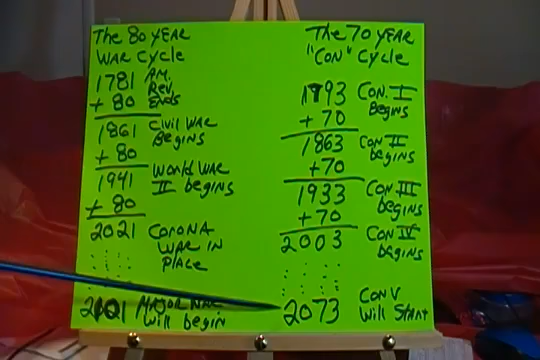 The 80 YEAR
WAR CYCLE
1781 AM.
REV.
+ 80 ENDS
1861 CIVIL WAR
BEGINS
+ 80
1941 WORLD WAR
II begins
+ 80
2021 CORONA
WAR IN
PLACE
2101 MAJOR WAR
Will begin
The 70 YEAR
"CON" CYCLE
1793 CON. I
BEGINS
+ 70
1863 CON II
begins
+70
1933 CON III
begins
+ 70
2003 CON IV
BEGINS
2073 CON V
Will START